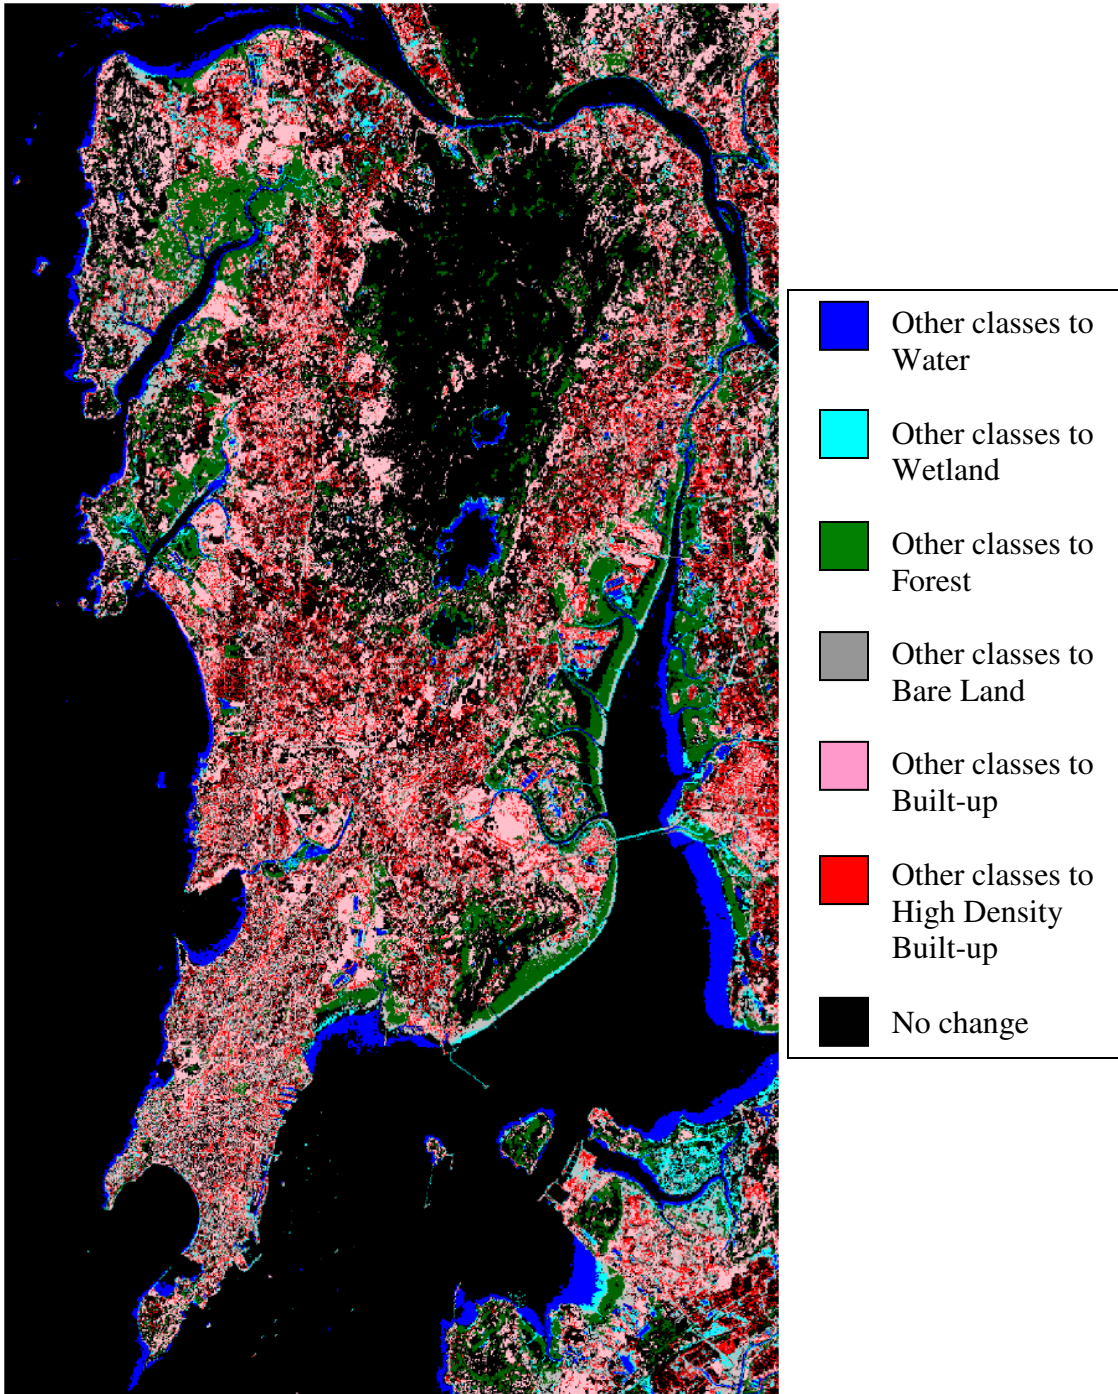 Other classes to
Water
Other classes to
Wetland
Other classes to
Forest
Other classes to
Bare Land
Other classes to
Built-up
Other classes to
High Density
Built-up
No change